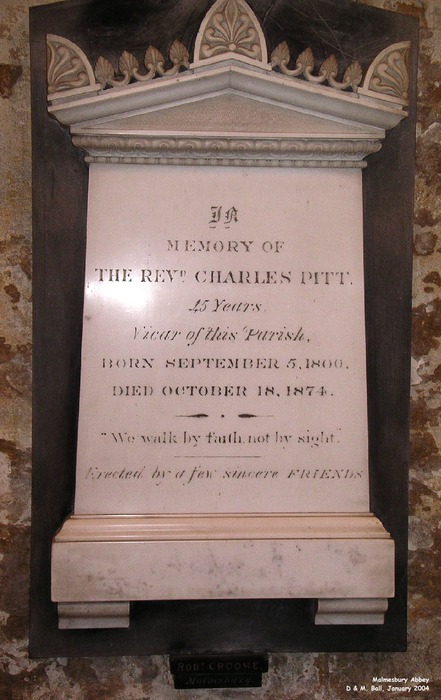 IN
MEMORY OF
THE REVD. CHARLES PITT.
45 Years.
Vicar of this Parish,
BORN SEPTEMBER 5, 1800,
DIED OCTOBER 18, 1874.
"We walk by faith, not by sight."
Erected by a few sincere FRIENDS
ROBT. CROOME.
Malmesbury
Malmesbury Abbey
D & M. Ball, January 2004